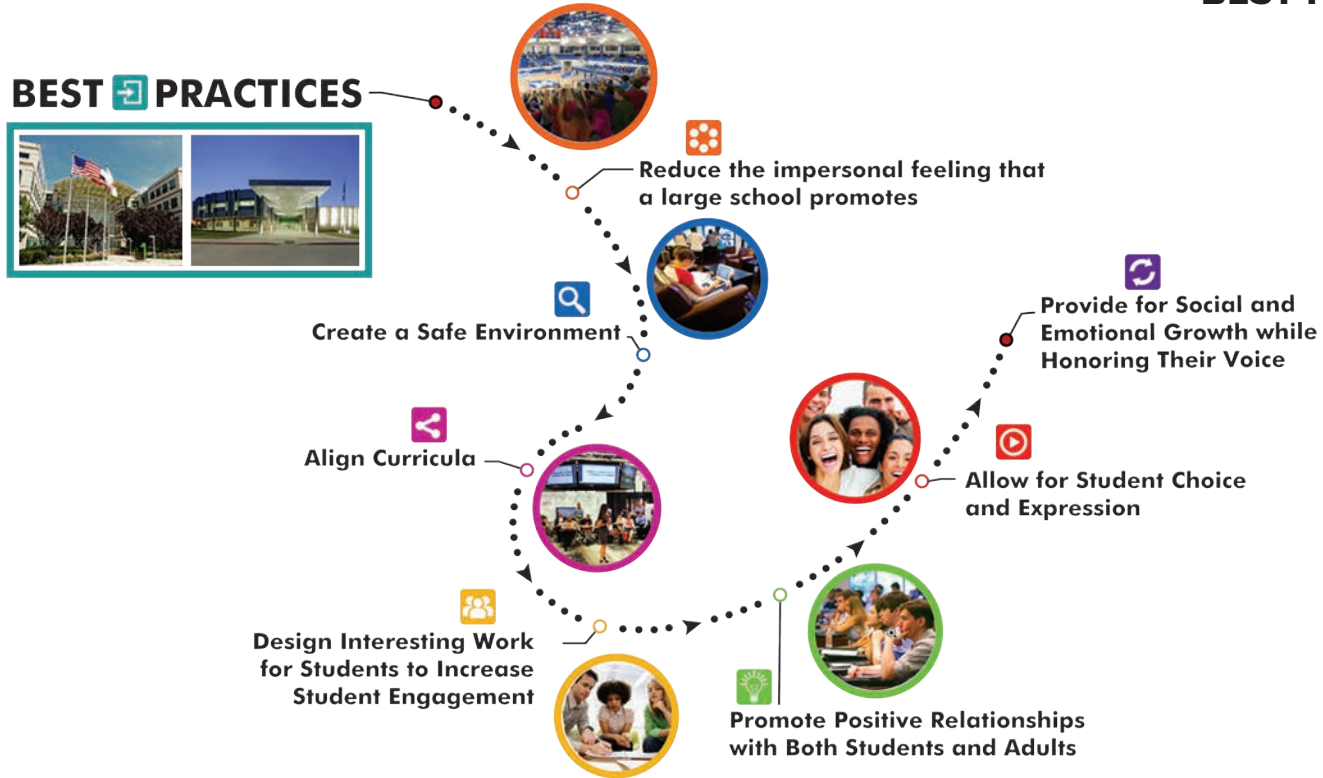 BEST PRACTICES
Reduce the impersonal feeling that
a large school promotes
Create a Safe Environment
Align Curricula
Design Interesting Work
for Students to Increase
Student Engagement
Promote Positive Relationships
with Both Students and Adults
Allow for Student Choice
and Expression
Provide for Social and
Emotional Growth while
Honoring Their Voice